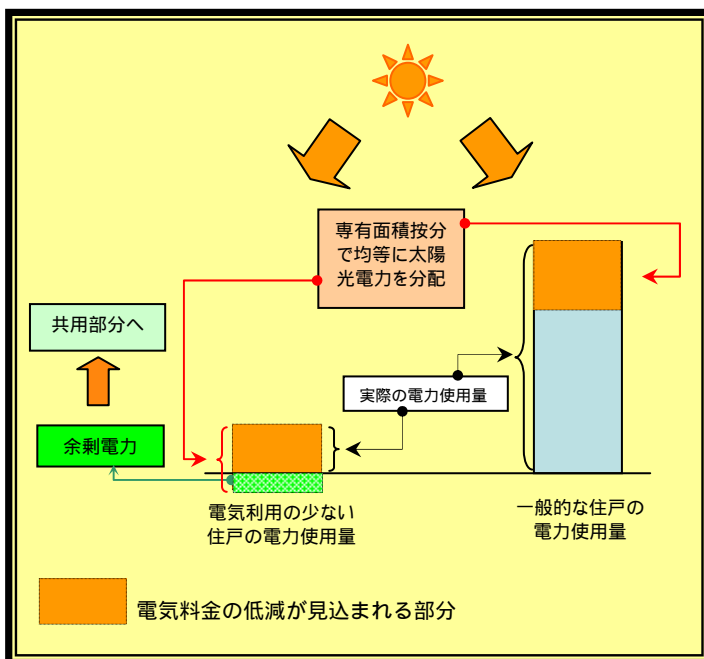 専有面積按分
で均等に太陽
光電力を分配
共用部分へ
実際の電力使用量
余剰電力
電気利用の少ない
住戸の電力使用量
一般的な住戸の
電力使用量
電気料金の低減が見込まれる部分